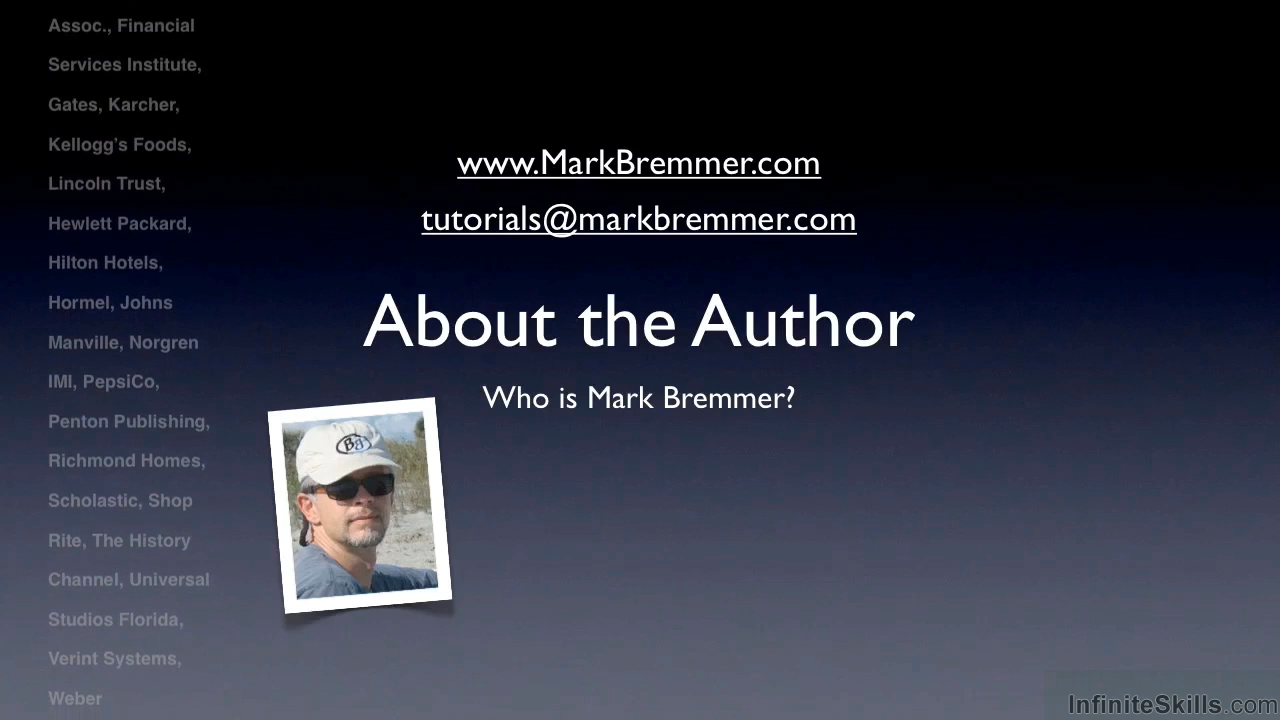 Assoc., Financial
Services Institute,
Gates, Karcher,
Kellogg's Foods,
Lincoln Trust,
Hewlett Packard,
Hilton Hotels,
Hormel, Johns
Manville, Norgren
IMI, PepsiCo,
Penton Publishing,
Richmond Homes,
Scholastic, Shop
Rite, The History
Channel, Universal
Studios Florida,
Verint Systems,
Weber
www.MarkBremmer.com
tutorials@markbremmer.com
About the Author
Who is Mark Bremmer?
InfiniteSkills.com